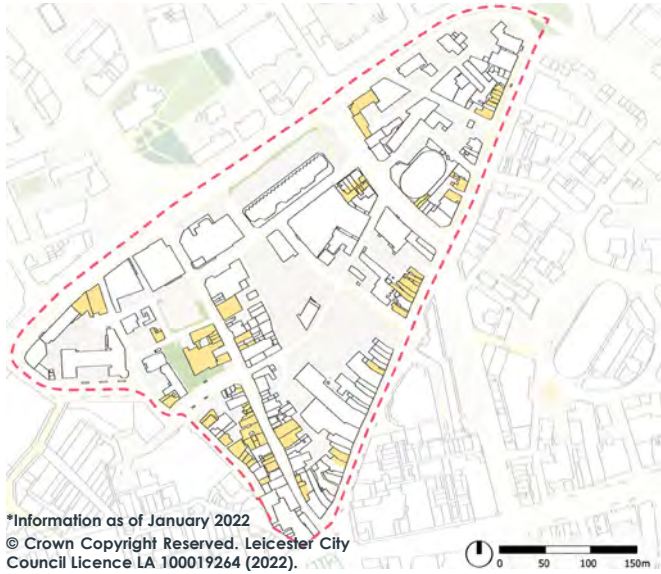 *Information as of January 2022
© Crown Copyright Reserved. Leicester City
Council Licence LA 100019264 (2022).
0 50 100 150m